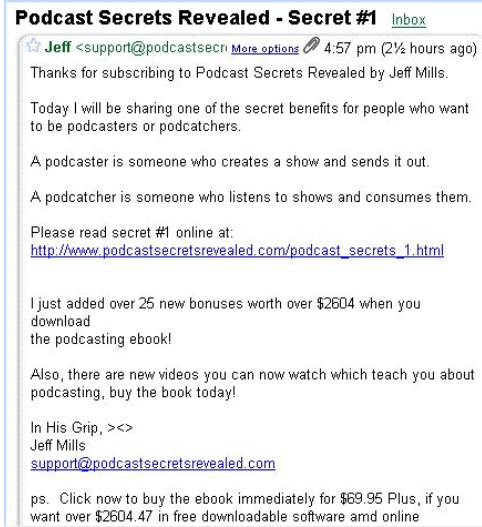 Podcast Secrets Revealed - Secret #1 Inbox
Jeff <support@podcastsecre More options 4:57 pm (2½ hours ago)
Thanks for subscribing to Podcast Secrets Revealed by Jeff Mills.
Today I will be sharing one of the secret benefits for people who want
to be podcasters or podcatchers.
A podcaster is someone who creates a show and sends it out.
A podcatcher is someone who listens to shows and consumes them.
Please read secret #1 online at:
http://www.podcastsecretsrevealed.com/podcast_secrets_1.html
I just added over 25 new bonuses worth over $2604 when you
download
the podcasting ebook!
Also, there are new videos you can now watch which teach you about
podcasting, buy the book today!
In His Grip, ><>
Jeff Mills
support@podcastsecretsrevealed.com
ps. Click now to buy the ebook immediately for $69.95 Plus, if you
want over $2604.47 in free downloadable software amd online